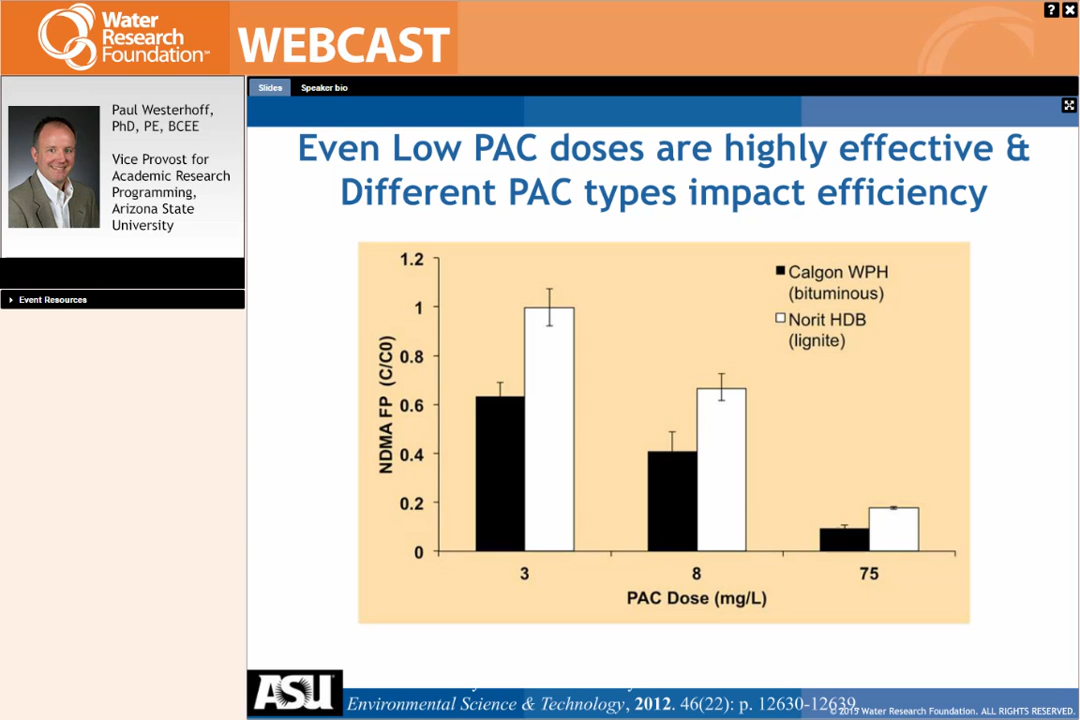 Water
Research
Foundation™
WEBCAST
? ✖
Paul Westerhoff,
PhD, PE, BCEE
Vice Provost for
Academic Research
Programming,
Arizona State
University
Event Resources
Slides
Speaker bio
Even Low PAC doses are highly effective &
Different PAC types impact efficiency
1.2
1
0.8
0.6
0.4
0.2
0
NDMA FP (C/C0)
Calgon WPH
(bituminous)
Norit HDB
(lignite)
3 8 75
PAC Dose (mg/L)
ASU
Environmental Science & Technology, 2012. 46(22): p. 12630-12639
© 2015 Water Research Foundation. ALL RIGHTS RESERVED.